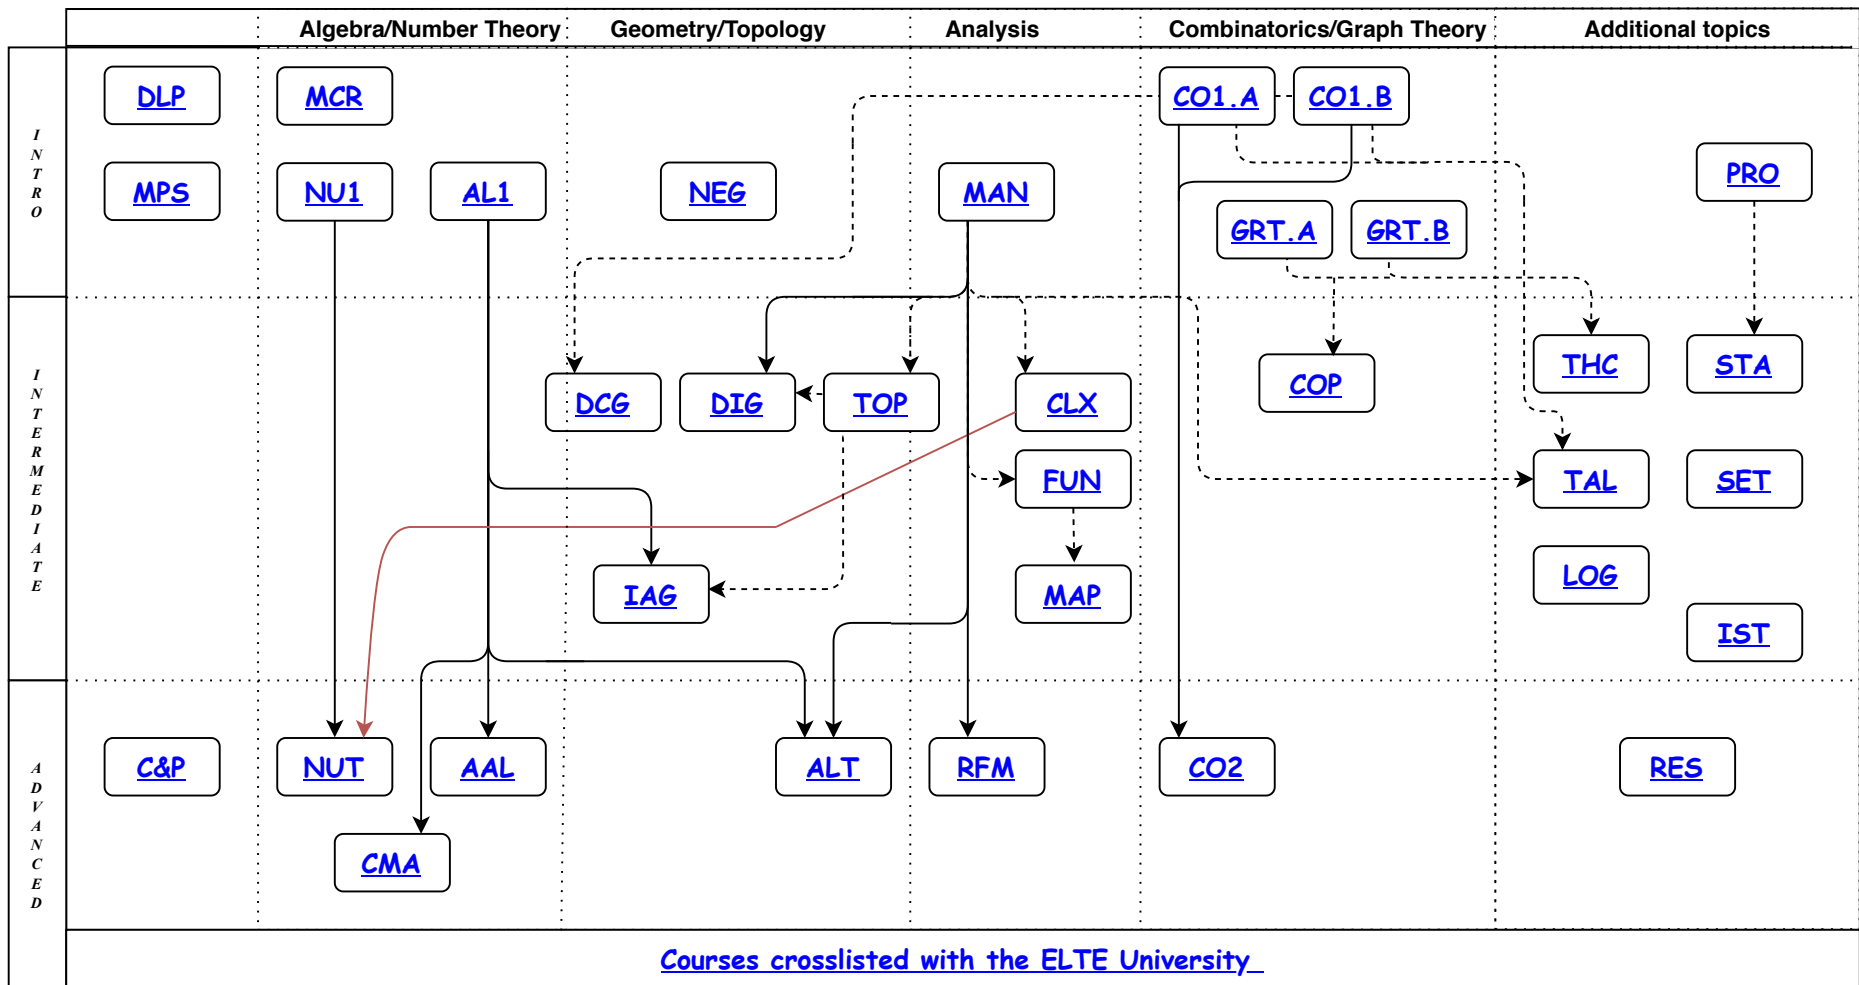 Algebra/Number Theory
Geometry/Topology
Analysis
Combinatorics/Graph Theory
Additional topics
INTRO
DLP
MCR
CO1.A
CO1.B
MPS
NU1
AL1
NEG
MAN
PRO
GRT.A
GRT.B
INTERMEDIATE
THC
STA
COP
DCG
DIG
TOP
CLX
FUN
TAL
SET
LOG
IAG
MAP
IST
ADVANCED
C&P
NUT
AAL
ALT
RFM
CO2
RES
CMA
Courses crosslisted with the ELTE University